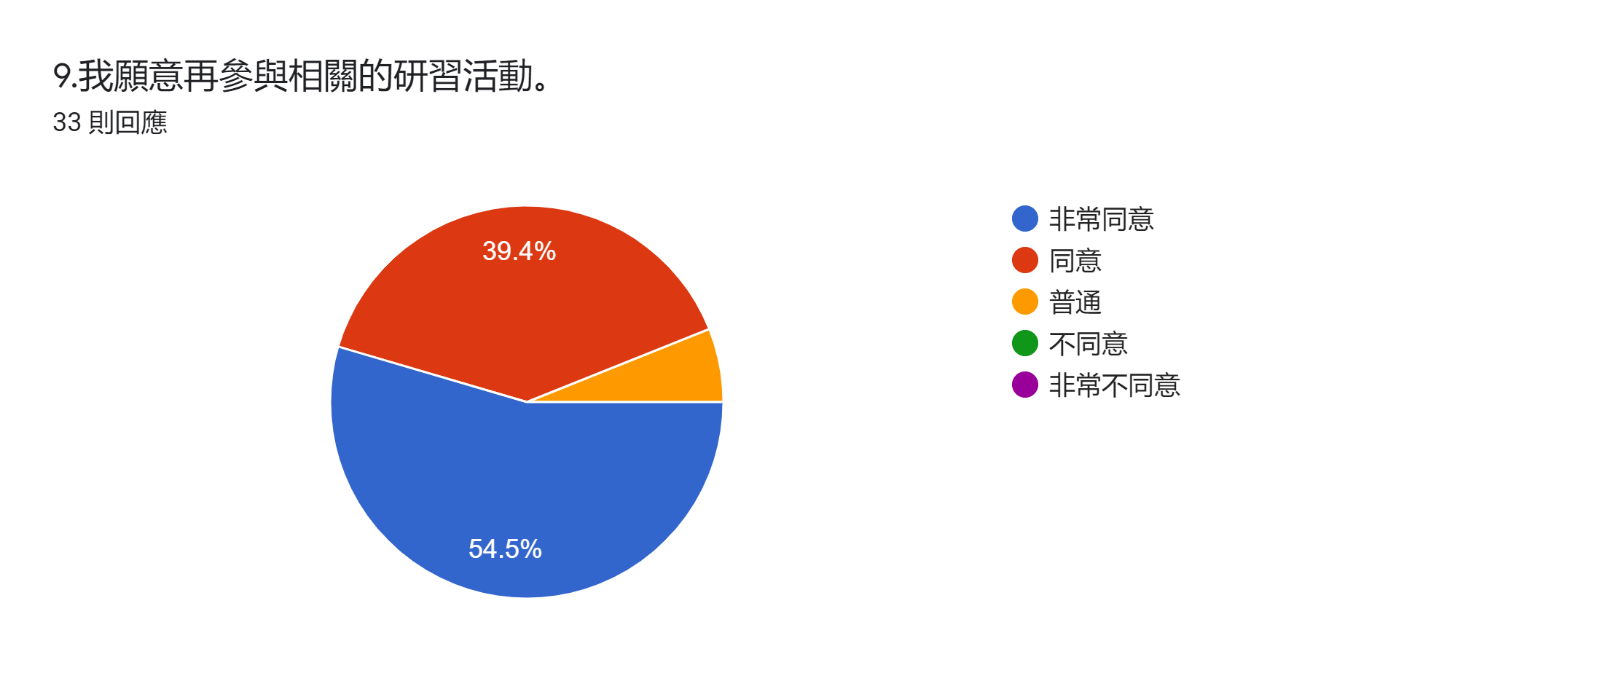 9.我願意再參與相關的研習活動。
33 則回應
39.4%
54.5%
非常同意
同意
普通
不同意
非常不同意